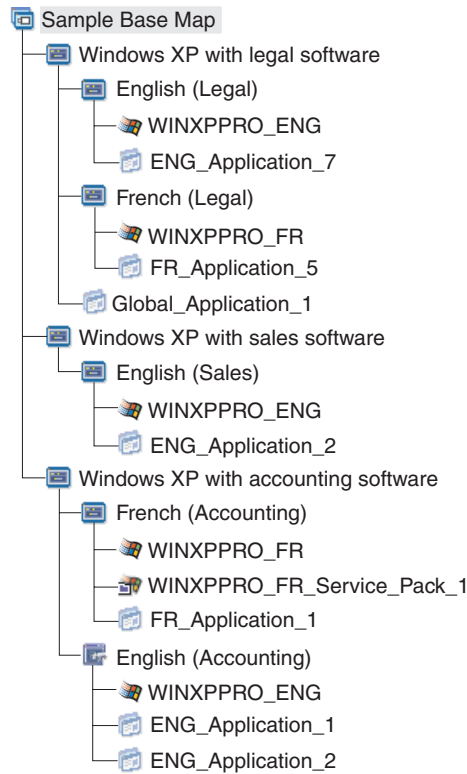 Sample Base Map
Windows XP with legal software
English (Legal)
WINXPPRO_ENG
ENG_Application_7
French (Legal)
WINXPPRO_FR
FR_Application_5
Global_Application_1
Windows XP with sales software
English (Sales)
WINXPPRO_ENG
ENG_Application_2
Windows XP with accounting software
French (Accounting)
WINXPPRO_FR
WINXPPRO_FR_Service_Pack_1
FR_Application_1
English (Accounting)
WINXPPRO_ENG
ENG_Application_1
ENG_Application_2